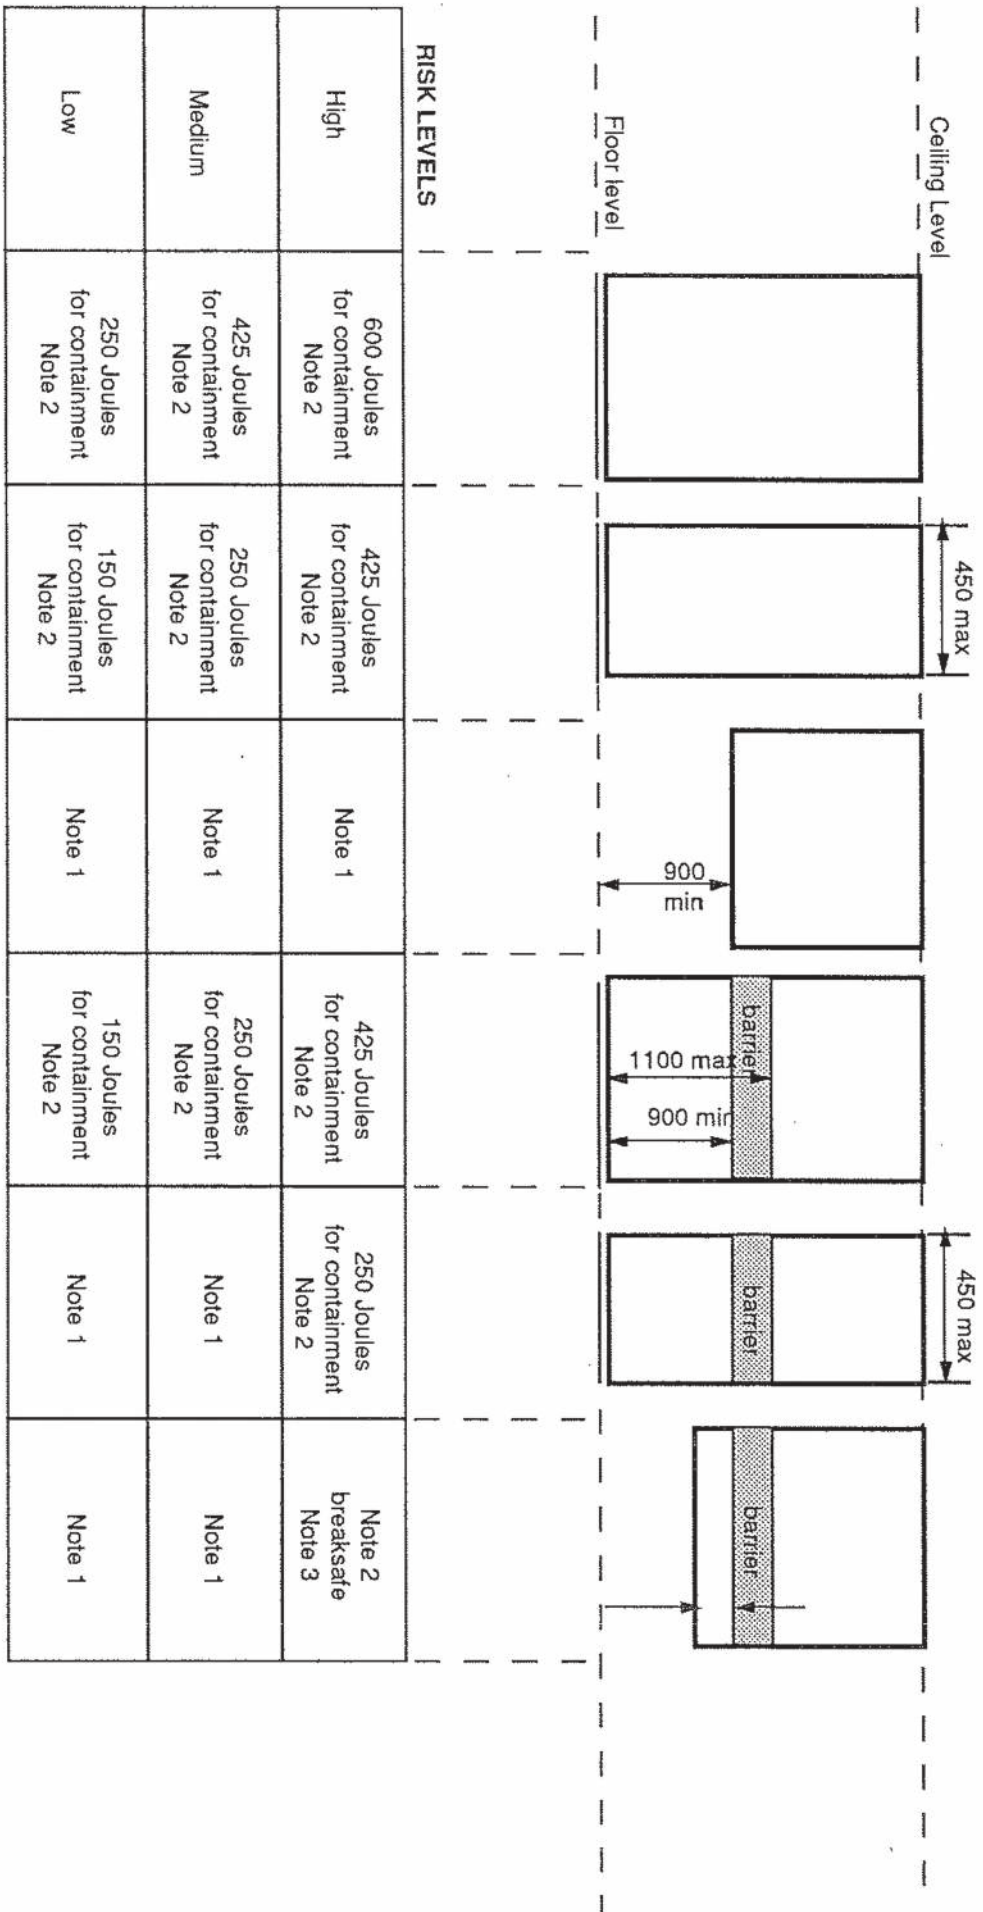 Ceiling Level
450 max
450 max
900
min
barrier
1100 max
900 min
barrier
barrier
Floor level
RISK LEVELS
High
600 Joules
for containment
Note 2
425 Joules
for containment
Note 2
Note 1
425 Joules
for containment
Note 2
250 Joules
for containment
Note 2
Note 2
breaksafe
Note 3
Medium
425 Joules
for containment
Note 2
250 Joules
for containment
Note 2
Note 1
250 Joules
for containment
Note 2
Note 1
Note 1
Low
250 Joules
for containment
Note 2
150 Joules
for containment
Note 2
Note 1
150 Joules
for containment
Note 2
Note 1
Note 1